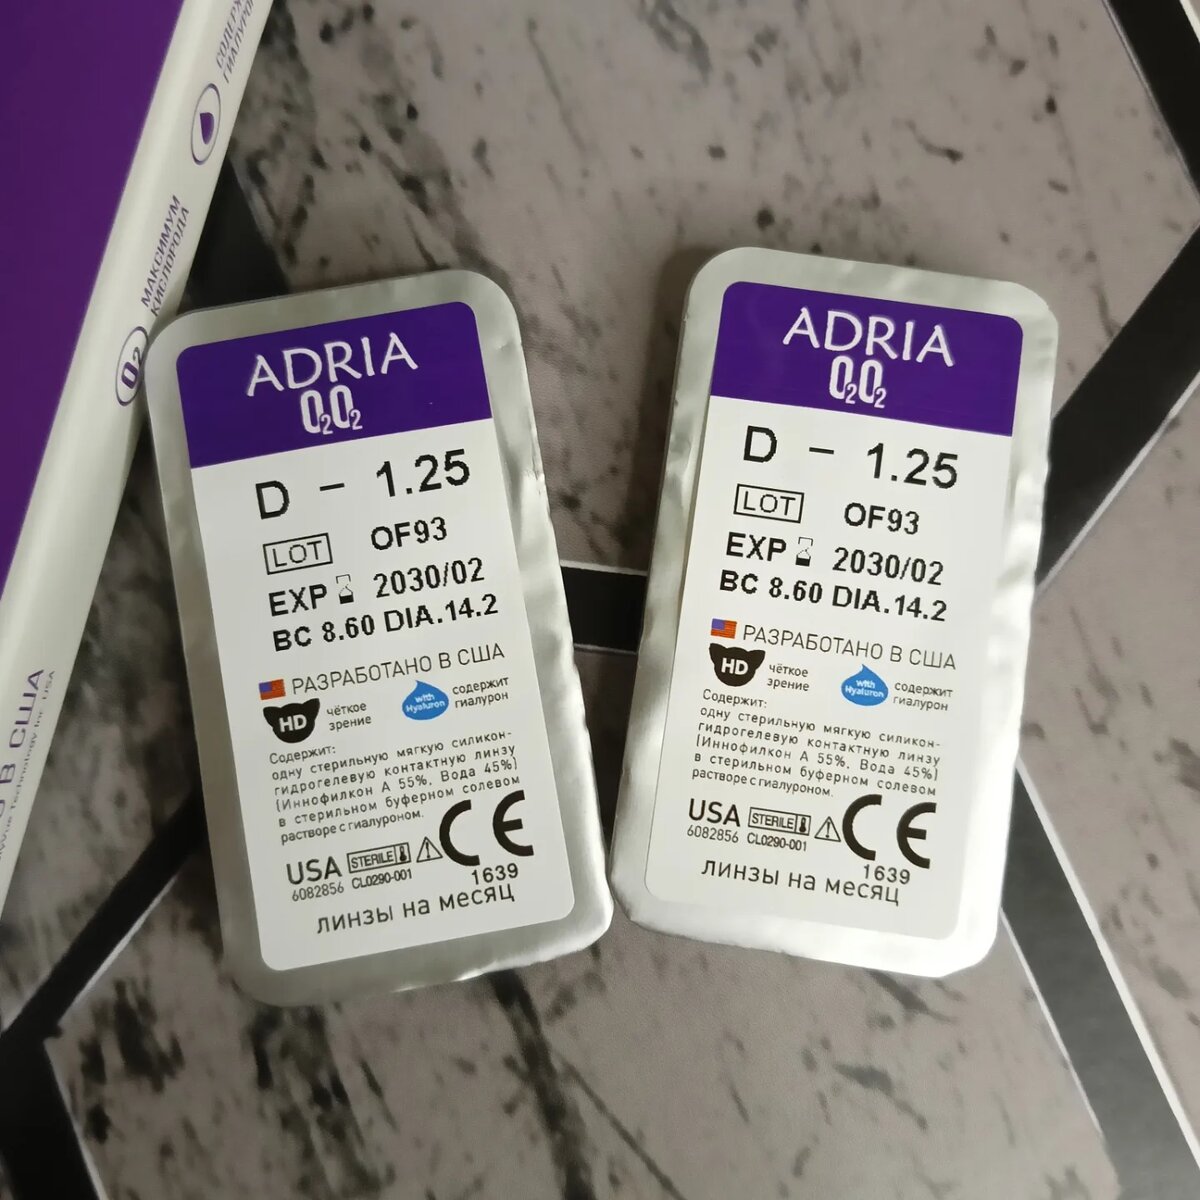 СОДЕРЖ
ГИАЛУРО
O2
МАКСИМУМ
КИСЛОРОДА
В США
Technology for USA
ADRIA
O2O2
D – 1.25
LOT OF93
EXP 2030/02
BC 8.60 DIA.14.2
РАЗРАБОТАНО В США
HD чёткое
зрение
with
Hyaluron
содержит
гиалурон
Содержит:
одну стерильную мягкую силикон-
гидрогелевую контактную линзу
(Иннофилкон А 55%, Вода 45%)
в стерильном буферном солевом
растворе с гиалуроном.
USA STERILE CE
6082856 CL0290-001 1639
ЛИНЗЫ НА МЕСЯЦ
ADRIA
O2O2
D – 1.25
LOT OF93
EXP 2030/02
BC 8.60 DIA.14.2
РАЗРАБОТАНО В США
HD чёткое
зрение
with
Hyaluron
содержит
гиалурон
Содержит:
одну стерильную мягкую силикон-
гидрогелевую контактную линзу
(Иннофилкон А 55%, Вода 45%)
в стерильном буферном солевом
растворе с гиалуроном.
USA STERILE CE
6082856 CL0290-001 1639
ЛИНЗЫ НА МЕСЯЦ